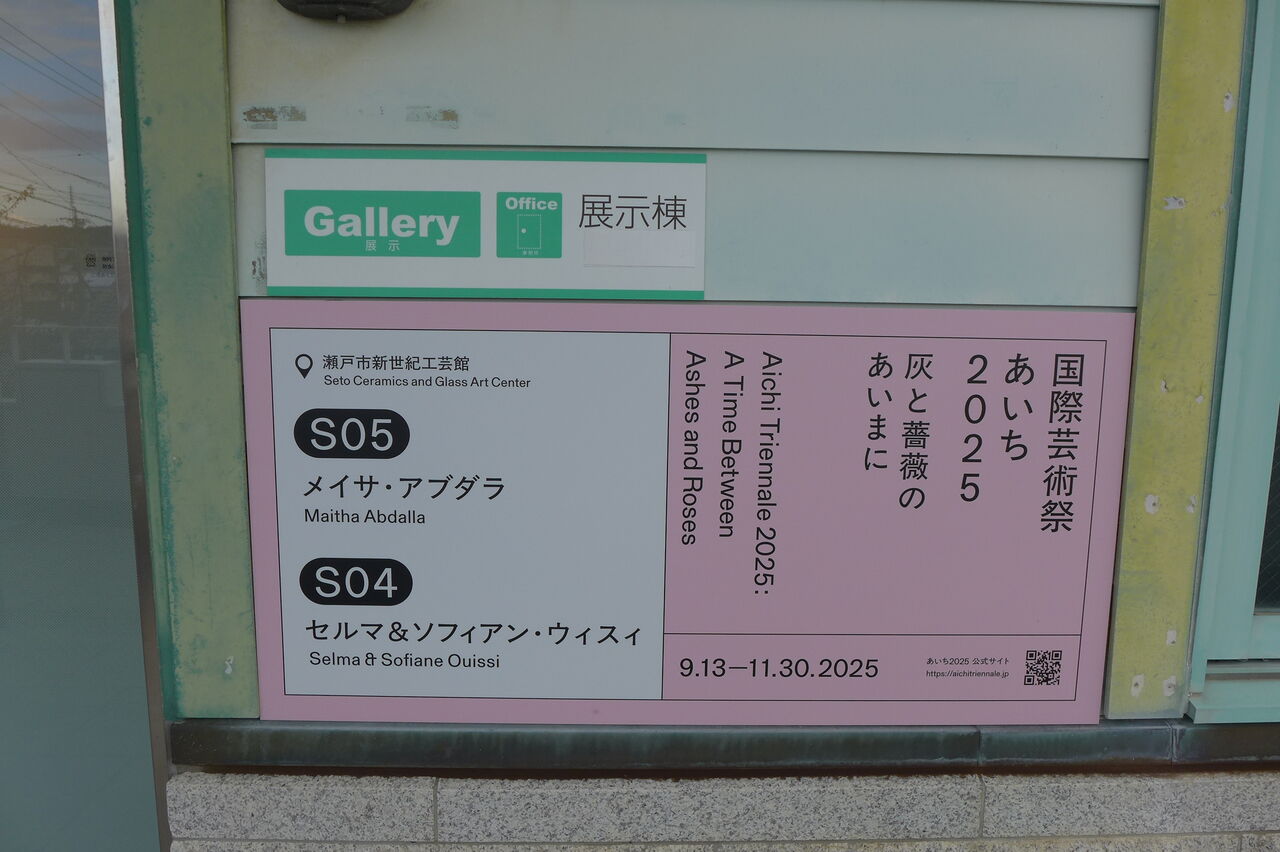 Gallery
展示
Office
事務所
展示棟
瀬戸市新世紀工芸館
Seto Ceramics and Glass Art Center
S05
メイサ・アブダラ
Maitha Abdalla
S04
セルマ&ソフィアン・ウィスィ
Selma & Sofiane Ouissi
国際芸術祭
あいち
2025
灰と薔薇の
あいまに
Aichi Triennale 2025:
A Time Between
Ashes and Roses
9.13—11.30.2025
あいち2025 公式サイト
https://aichitriennale.jp